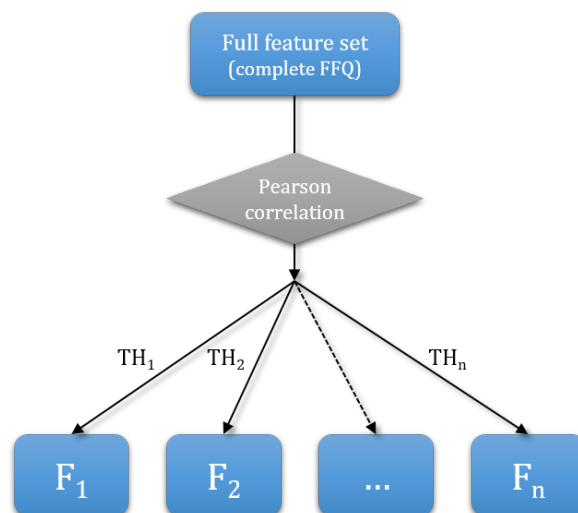 Full feature set
(complete FFQ)
Pearson
correlation
TH₁
TH₂
THₙ
F₁
F₂
...
Fₙ